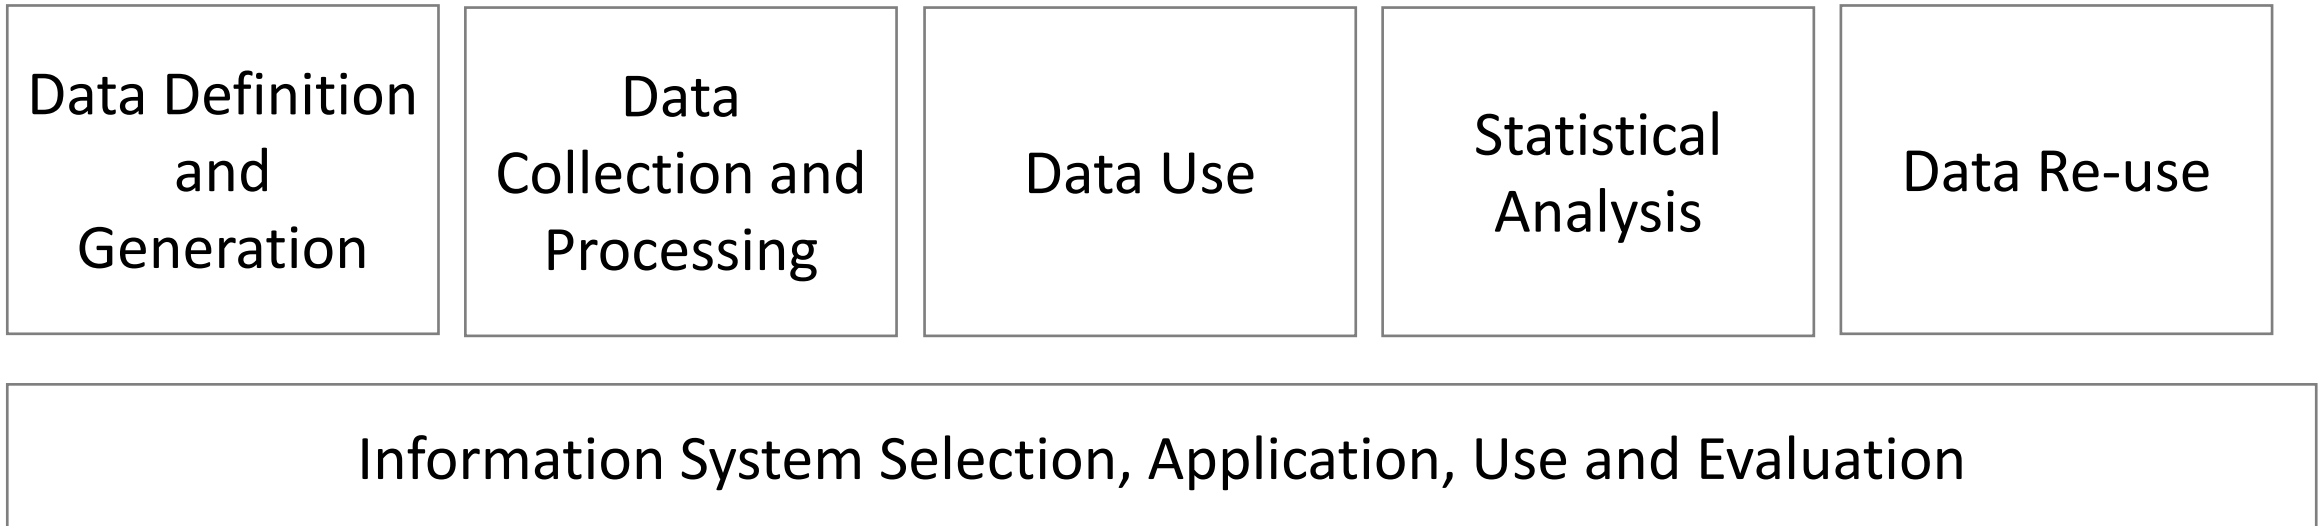 Data Definition
and
Generation
Data
Collection and
Processing
Data Use
Statistical
Analysis
Data Re-use
Information System Selection, Application, Use and Evaluation